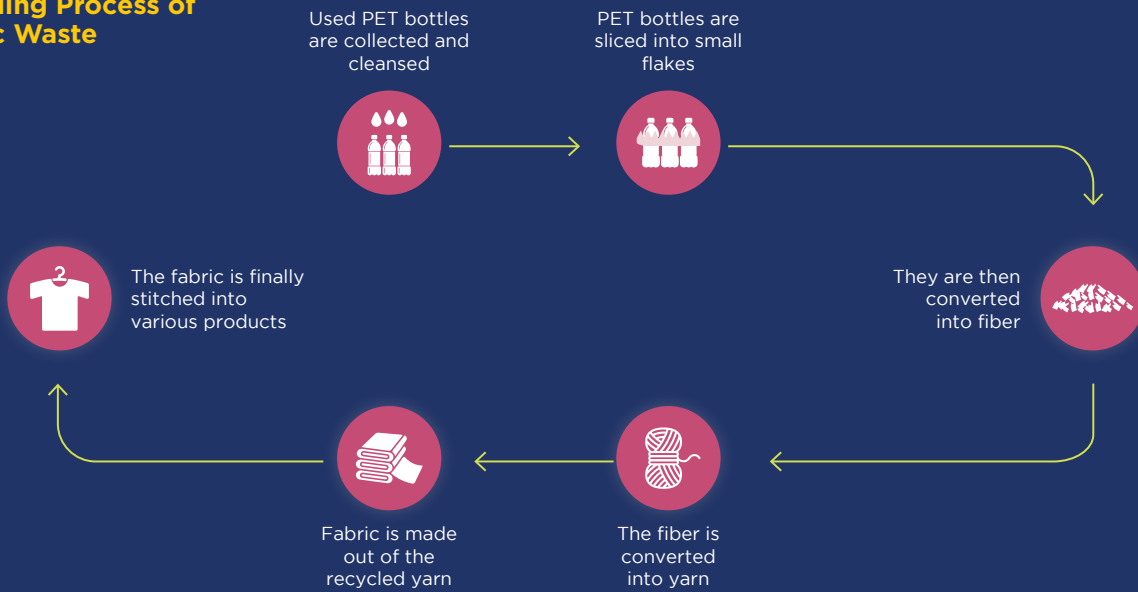 Process of
Waste
Used PET bottles
are collected and
cleansed
PET bottles are
sliced into small
flakes
They are then
converted
into fiber
The fiber is
converted
into yarn
Fabric is made
out of the
recycled yarn
The fabric is finally
stitched into
various products